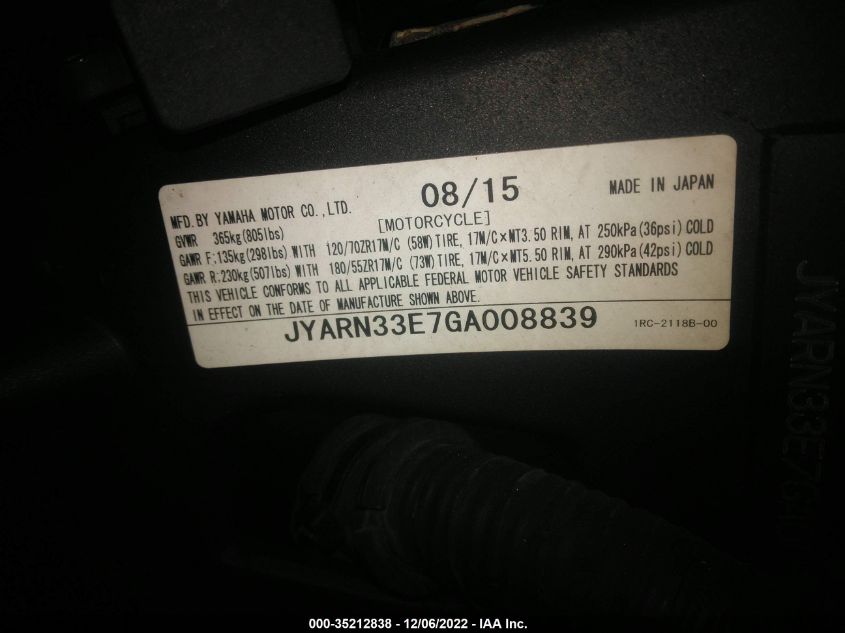 08/15
MADE IN JAPAN
MFD. BY YAMAHA MOTOR CO.,LTD.
[MOTORCYCLE]
GVWR 365kg(805lbs)
GAWR F:135kg(298lbs) WITH 120/70ZR17M/C (58W) TIRE, 17M/C×MT3.50 RIM, AT 250kPa(36psi) COLD
GAWR R:230kg(507lbs) WITH 180/55ZR17M/C (73W) TIRE, 17M/C×MT5.50 RIM, AT 290kPa(42psi) COLD
THIS VEHICLE CONFORMS TO ALL APPLICABLE FEDERAL MOTOR VEHICLE SAFETY STANDARDS
IN EFFECT ON THE DATE OF MANUFACTURE SHOWN ABOVE.
JYARN33E7GA008839
1RC-2118B-00
JYARN33E7GA0
000-35212838 - 12/06/2022 - IAA Inc.